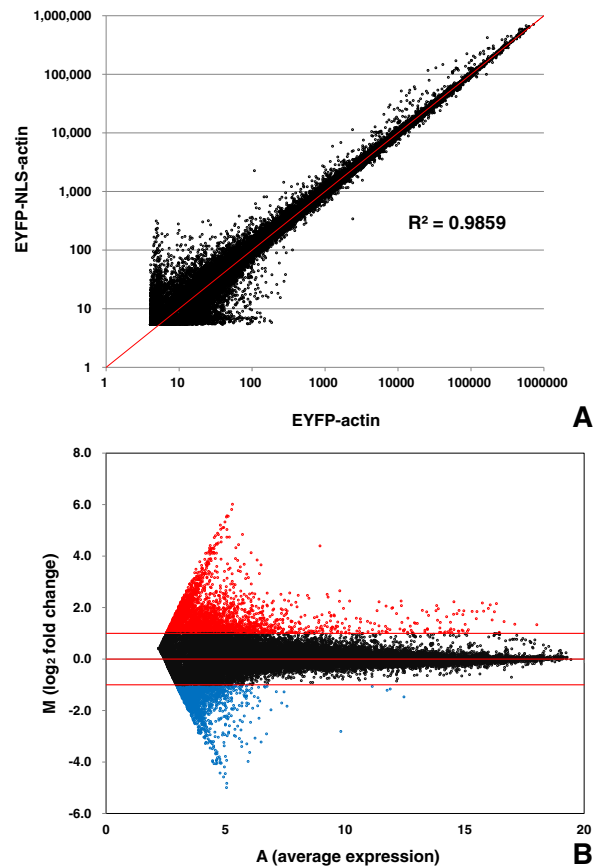 1,000,000
100,000
10,000
1,000
100
10
1
EYFP-NLS-actin
R² = 0.9859
1 10 100 1000 10000 100000 1000000
EYFP-actin
A
8.0
6.0
4.0
2.0
0.0
-2.0
-4.0
-6.0
M (log₂ fold change)
0 5 10 15 20
A (average expression)
B